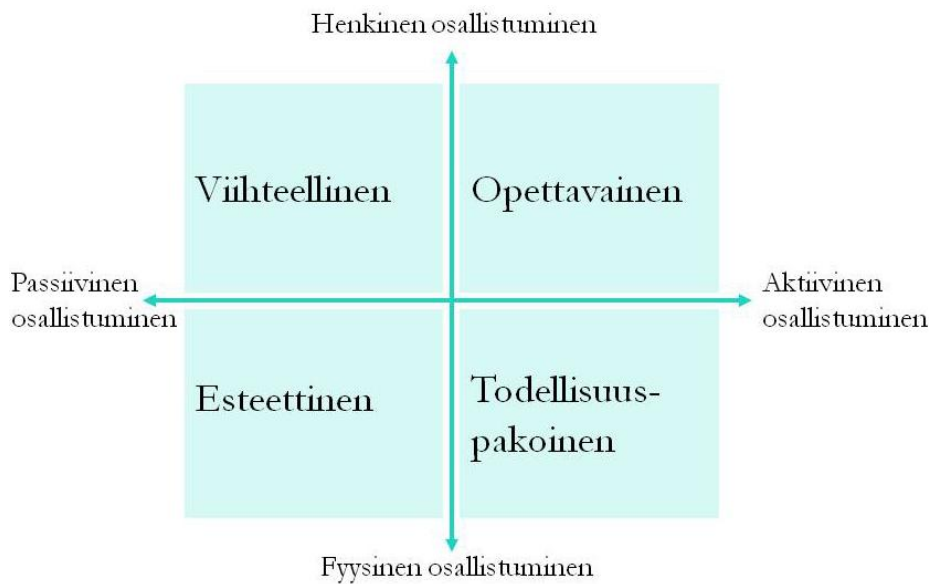 Henkinen osallistuminen
Viihteellinen
Opettavainen
Passiivinen
osallistuminen
Aktiivinen
osallistuminen
Esteettinen
Todellisuus-
pakoinen
Fyysinen osallistuminen